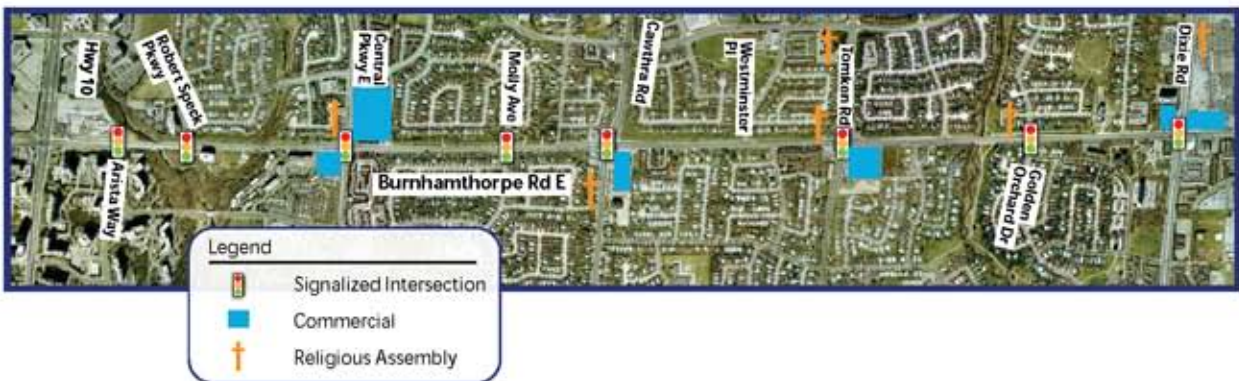 Hwy 10
Robert Speck
Pkwy
Central
Pkwy E
Molly Ave
Cawthra Rd
Westminster
Pl
Tomken Rd
Dixie Rd
Arista Way
Burnhamthorpe Rd E
Golden
Orchard Dr
Legend
Signalized Intersection
Commercial
Religious Assembly